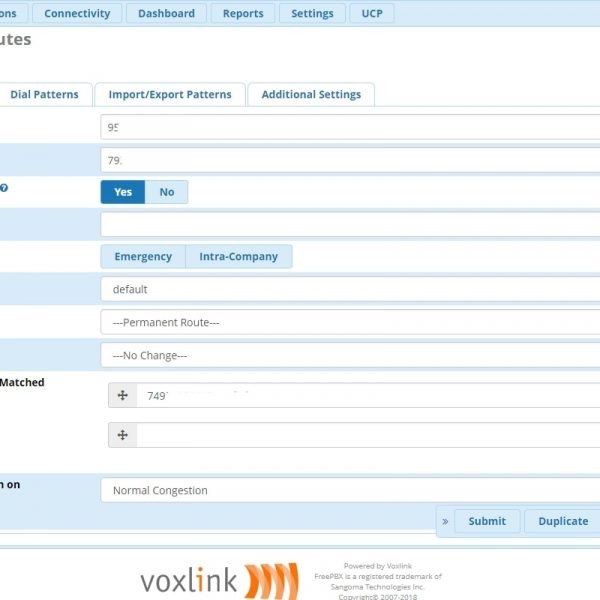 ons Connectivity Dashboard Reports Settings UCP
utes
Dial Patterns Import/Export Patterns Additional Settings
79.
Yes No
Emergency Intra-Company
default
---Permanent Route---
---No Change---
Matched
749
n on
Normal Congestion
» Submit Duplicate
voxlink
Powered by Voxlink
FreePBX is a registered trademark of
Sangoma Technologies Inc.
Copyright© 2007-2018